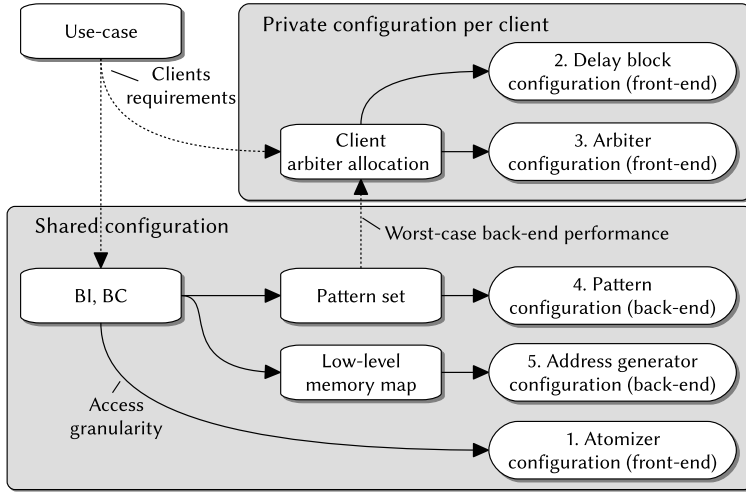 Use-case
Private configuration per client
Clients
requirements
2. Delay block
configuration (front-end)
Client
arbiter allocation
3. Arbiter
configuration (front-end)
Shared configuration
Worst-case back-end performance
BI, BC
Pattern set
4. Pattern
configuration (back-end)
Low-level
memory map
5. Address generator
configuration (back-end)
Access
granularity
1. Atomizer
configuration (front-end)